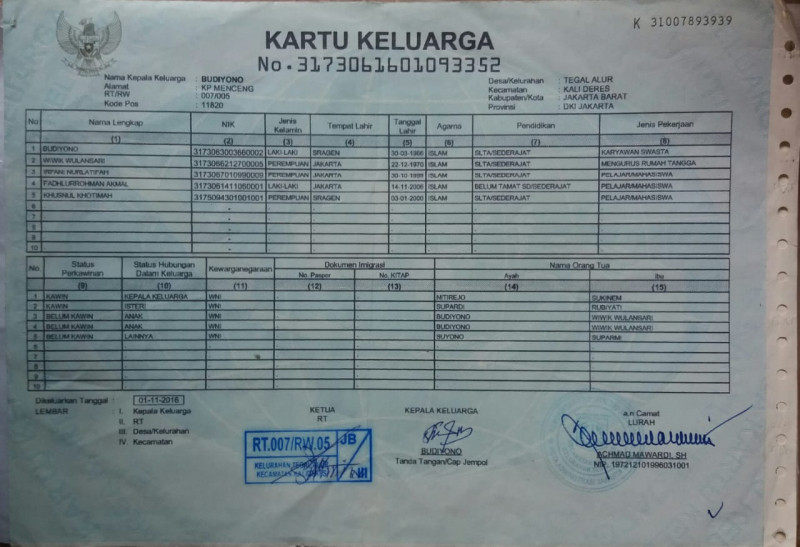 K 31007893939
KARTU KELUARGA
No.3173061601093352
Nama Kepala Keluarga : BUDIYONO
Alamat : KP MENCENG
RT/RW : 007/005
Kode Pos : 11820
Desa/Kelurahan : TEGAL ALUR
Kecamatan : KALI DERES
Kabupaten/Kota : JAKARTA BARAT
Provinsi : DKI JAKARTA
No Nama Lengkap NIK Jenis Kelamin Tempat Lahir Tanggal Lahir Agama Pendidikan Jenis Pekerjaan
(1) (2) (3) (4) (5) (6) (7) (8)
1 BUDIYONO 3173063003660002 LAKI-LAKI SRAGEN 30-03-1966 ISLAM SLTA/SEDERAJAT KARYAWAN SWASTA
2 WIWIK WULANSARI 3173066212700005 PEREMPUAN JAKARTA 22-12-1970 ISLAM SLTA/SEDERAJAT MENGURUS RUMAH TANGGA
3 NURLATIFAH 3173067010990009 PEREMPUAN JAKARTA 30-10-1999 ISLAM SLTA/SEDERAJAT PELAJAR/MAHASISWA
4 FADHLURROHMAN AKMAL LAKI-LAKI JAKARTA ISLAM BELUM TAMAT SD/SEDERAJAT PELAJAR/MAHASISWA
5 KHUSNUL KHOTIMAH 3175094301001001 PEREMPUAN SRAGEN 03-01-2000 ISLAM SLTA/SEDERAJAT PELAJAR/MAHASISWA
6 -
7 -
8 -
9 -
10 -
No. Status Perkawinan Status Hubungan Dalam Keluarga Kewarganegaraan Dokumen Imigrasi Nama Orang Tua
No. Paspor No. KITAP Ayah Ibu
(9) (10) (11) (12) (13) (14) (15)
1 KAWIN KEPALA KELUARGA WNI MITIREJO SUKINEM
2 KAWIN ISTERI WNI SUPARDI RUBIYATI
3 BELUM KAWIN ANAK WNI BUDIYONO WIWIK WULANSARI
4 BELUM KAWIN ANAK WNI BUDIYONO WIWIK WULANSARI
5 BELUM KAWIN LAINNYA WNI SUYONO SUPARMI
6
7
8
9
10
Dikeluarkan Tanggal : 01-11-2016
LEMBAR : I. Kepala Keluarga
II. RT
III. Desa/Kelurahan
IV. Kecamatan
KETUA
RT
RT.007/RW.05 JB
KELURAHAN TEGAL
KECAMATAN
KEPALA KELUARGA
BUDIYONO
Tanda Tangan/Cap Jempol
a.n Camat
LURAH
ACHMAD MAWARDI, SH
NIP. 197212101996031001